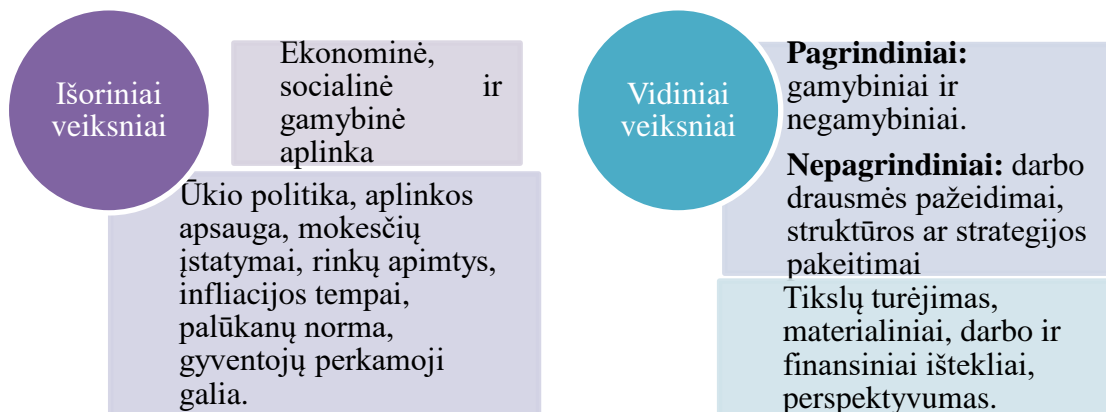 Išoriniai
veiksniai
Ekonominė,
socialinė ir
gamybinė
aplinka
Ūkio politika, aplinkos
apsauga, mokesčių
įstatymai, rinkų apimtys,
infliacijos tempai,
palūkanų norma,
gyventojų perkamoji
galia.
Vidiniai
veiksniai
Pagrindiniai:
gamybiniai ir
negamybiniai.
Nepagrindiniai: darbo
drausmės pažeidimai,
struktūros ar strategijos
pakeitimai
Tikslų turėjimas,
materialiniai, darbo ir
finansiniai ištekliai,
perspektyvumas.